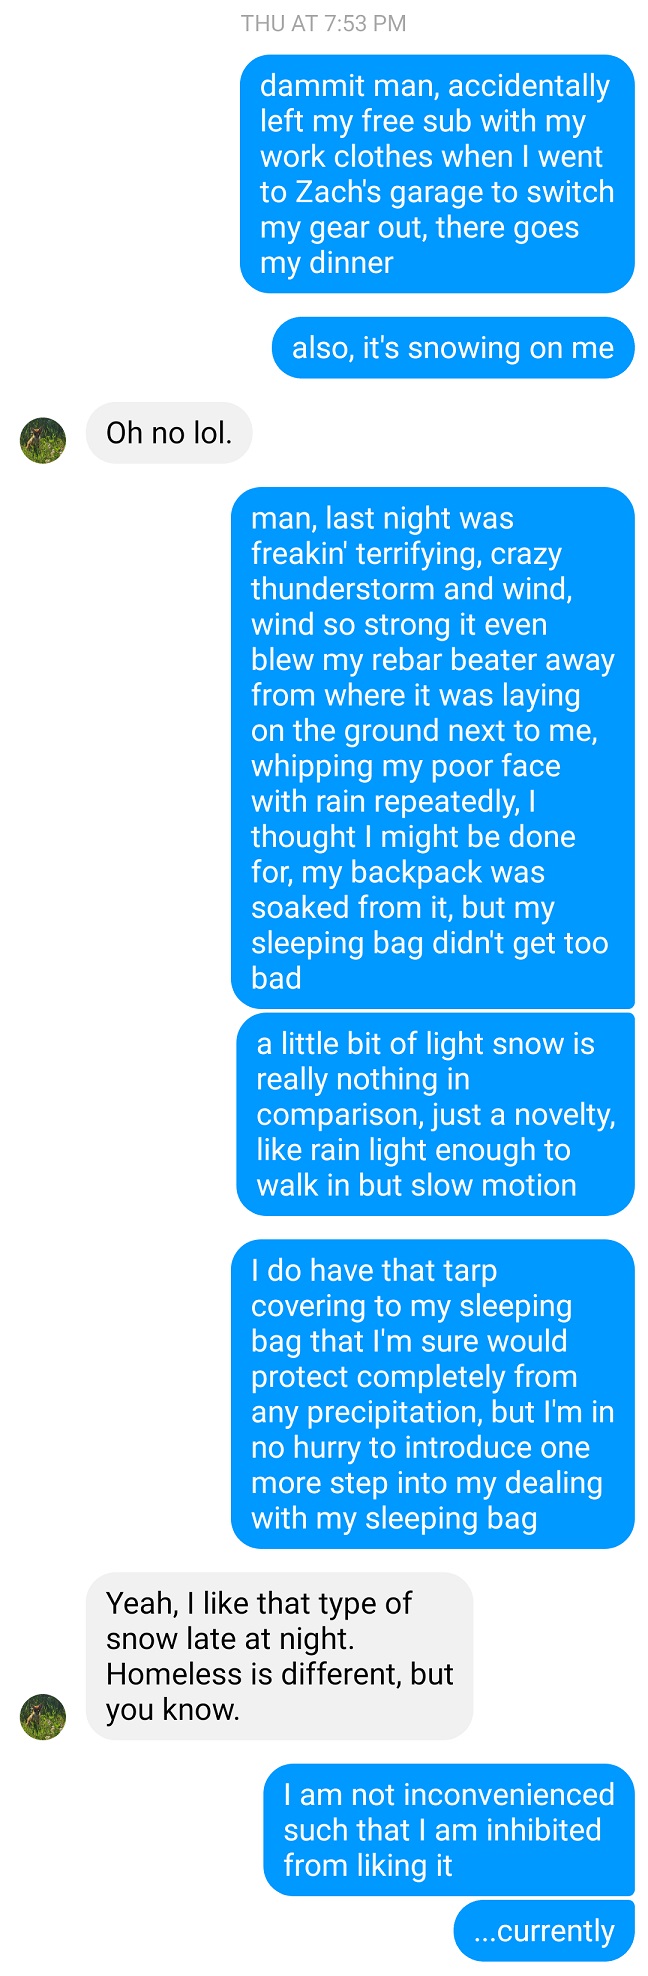 THU AT 7:53 PM
dammit man, accidentally
left my free sub with my
work clothes when I went
to Zach's garage to switch
my gear out, there goes
my dinner
also, it's snowing on me
Oh no lol.
man, last night was
freakin' terrifying, crazy
thunderstorm and wind,
wind so strong it even
blew my rebar beater away
from where it was laying
on the ground next to me,
whipping my poor face
with rain repeatedly, I
thought I might be done
for, my backpack was
soaked from it, but my
sleeping bag didn't get too
bad
a little bit of light snow is
really nothing in
comparison, just a novelty,
like rain light enough to
walk in but slow motion
I do have that tarp
covering to my sleeping
bag that I'm sure would
protect completely from
any precipitation, but I'm in
no hurry to introduce one
more step into my dealing
with my sleeping bag
Yeah, I like that type of
snow late at night.
Homeless is different, but
you know.
I am not inconvenienced
such that I am inhibited
from liking it
...currently